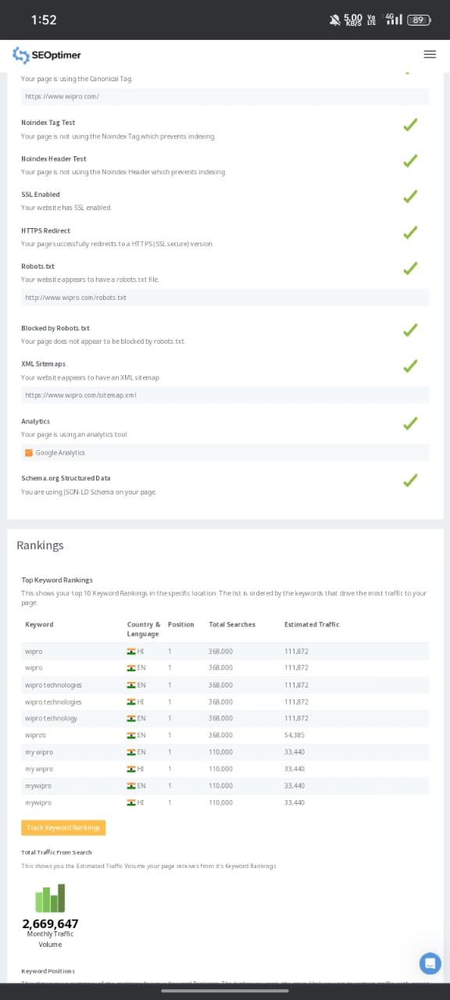 1:52
5.00 KB/S
Vo LTE
4G
89
SEOptimer
Your page is using the Canonical Tag.
https://www.wipro.com/
Noindex Tag Test
Your page is not using the Noindex Tag which prevents indexing.
Noindex Header Test
Your page is not using the Noindex Header which prevents indexing.
SSL Enabled
Your website has SSL enabled.
HTTPS Redirect
Your page successfully redirects to a HTTPS (SSL secure) version.
Robots.txt
Your website appears to have a robots.txt file.
http://www.wipro.com/robots.txt
Blocked by Robots.txt
Your page does not appear to be blocked by robots.txt.
XML Sitemaps
Your website appears to have an XML sitemap.
https://www.wipro.com/sitemap.xml
Analytics
Your page is using an analytics tool.
Google Analytics
Schema.org Structured Data
You are using JSON-LD Schema on your page.
Rankings
Top Keyword Rankings
This shows your top 10 Keyword Rankings in the specific location. The list is ordered by the keywords that drive the most traffic to your
page.
Keyword Country & Language Position Total Searches Estimated Traffic
wipro HI 1 368,000 111,872
wipro EN 1 368,000 111,872
wipro technologies EN 1 368,000 111,872
wipro technologies HI 1 368,000 111,872
wipro technology EN 1 368,000 111,872
wipro's EN 1 368,000 54,385
my wipro EN 1 110,000 33,440
my wipro HI 1 110,000 33,440
mywipro EN 1 110,000 33,440
mywipro HI 1 110,000 33,440
Track Keyword Rankings
Total Traffic From Search
This shows you the Estimated Traffic Volume your page receives from it's Keyword Rankings
2,669,647
Monthly Traffic
Volume
Keyword Positions